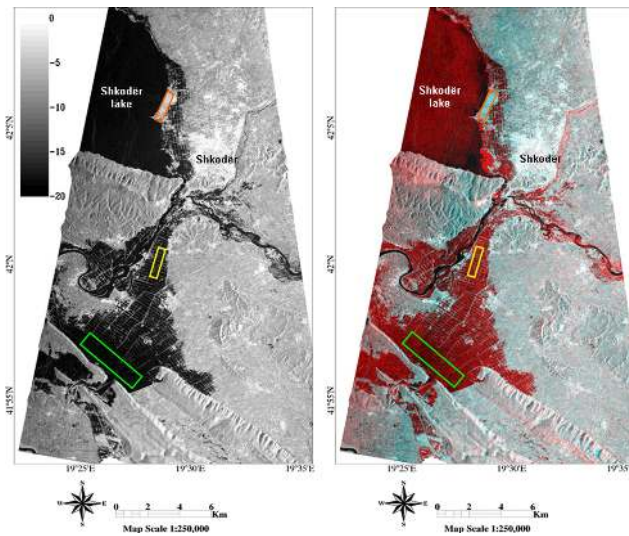 0
-5
-10
-15
-20
Shkodër
lake
Shkodër
42°5'
42°N
41°55'N
19°25'E
19°30'E
19°35'E
N
W
E
S
0 2 4 6
Km
Map Scale 1:250,000
Shkodër
lake
Shkodër
42°5'
42°N
41°55'N
19°25'E
19°30'E
19°35'
N
W
E
S
0 2 4 6
Km
Map Scale 1:250,000